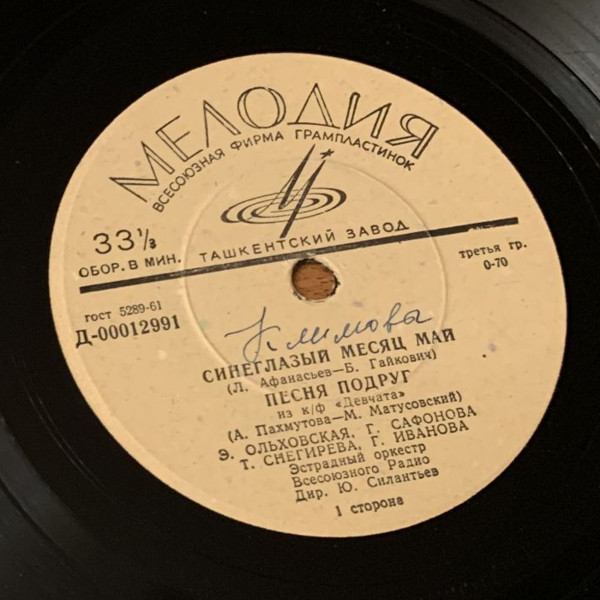 МЕЛОДИЯ
ВСЕСОЮЗНАЯ ФИРМА ГРАМПЛАСТИНОК
33⅓
ОБОР. В МИН.
ТАШКЕНТСКИЙ ЗАВОД
третья гр.
0-70
гост 5289-61
Д-00012991
Климова
СИНЕГЛАЗЫЙ МЕСЯЦ МАЙ
(Л. Афанасьев—Б. Гайкович)
ПЕСНЯ ПОДРУГ
из к/ф «Девчата»
(А. Пахмутова—М. Матусовский)
Э. ОЛЬХОВСКАЯ, Г. САФОНОВА
Т. СНЕГИРЕВА, Г. ИВАНОВА
Эстрадный оркестр
Всесоюзного Радио
Дир. Ю. Силантьев
1 сторона